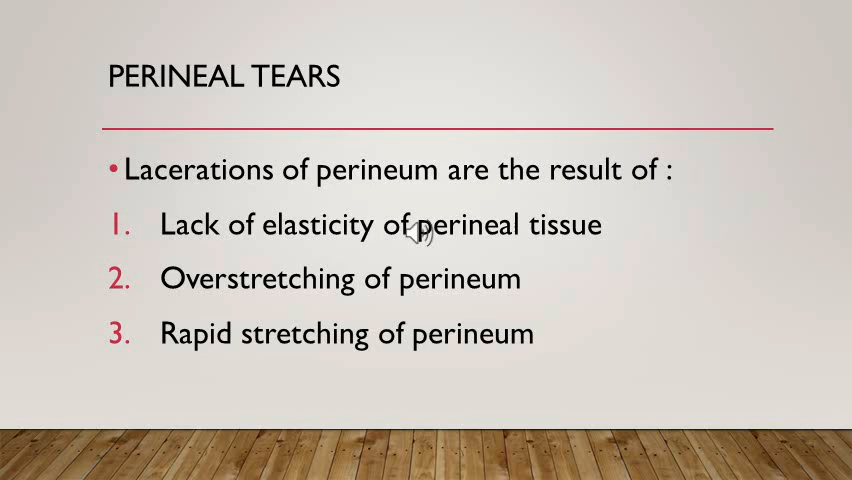 PERINEAL TEARS
• Lacerations of perineum are the result of :
1. Lack of elasticity of perineal tissue
2. Overstretching of perineum
3. Rapid stretching of perineum